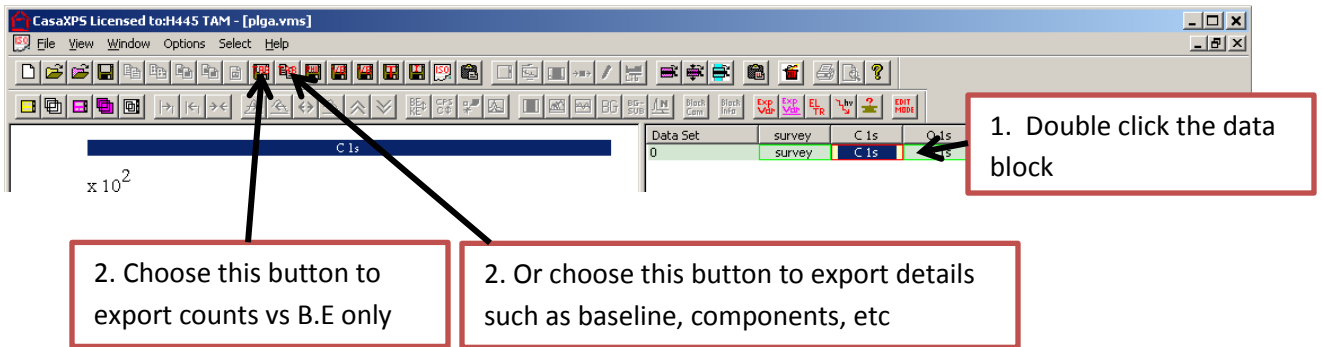 CasaXPS Licensed to:H445 TAM - [plga.vms]
File View Window Options Select Help
C 1s
x 10²
Data Set survey C 1s O 1s
0 survey C 1s
1. Double click the data
block
2. Choose this button to
export counts vs B.E only
2. Or choose this button to export details
such as baseline, components, etc